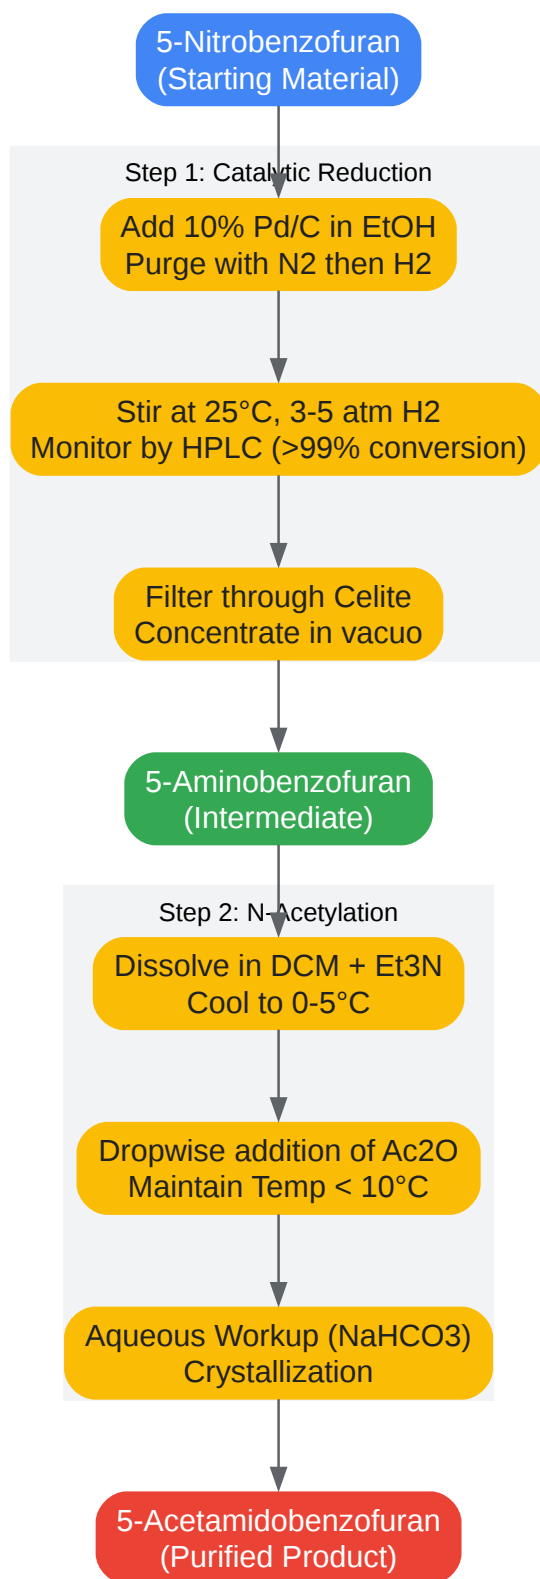 5-Nitrobenzofuran
(Starting Material)
Step 1: Catalytic Reduction
Add 10% Pd/C in EtOH
Purge with N2 then H2
Stir at 25°C, 3-5 atm H2
Monitor by HPLC (>99% conversion)
Filter through Celite
Concentrate in vacuo
5-Aminobenzofuran
(Intermediate)
Step 2: N-Acetylation
Dissolve in DCM + Et3N
Cool to 0-5°C
Dropwise addition of Ac2O
Maintain Temp < 10°C
Aqueous Workup (NaHCO3)
Crystallization
5-Acetamidobenzofuran
(Purified Product)